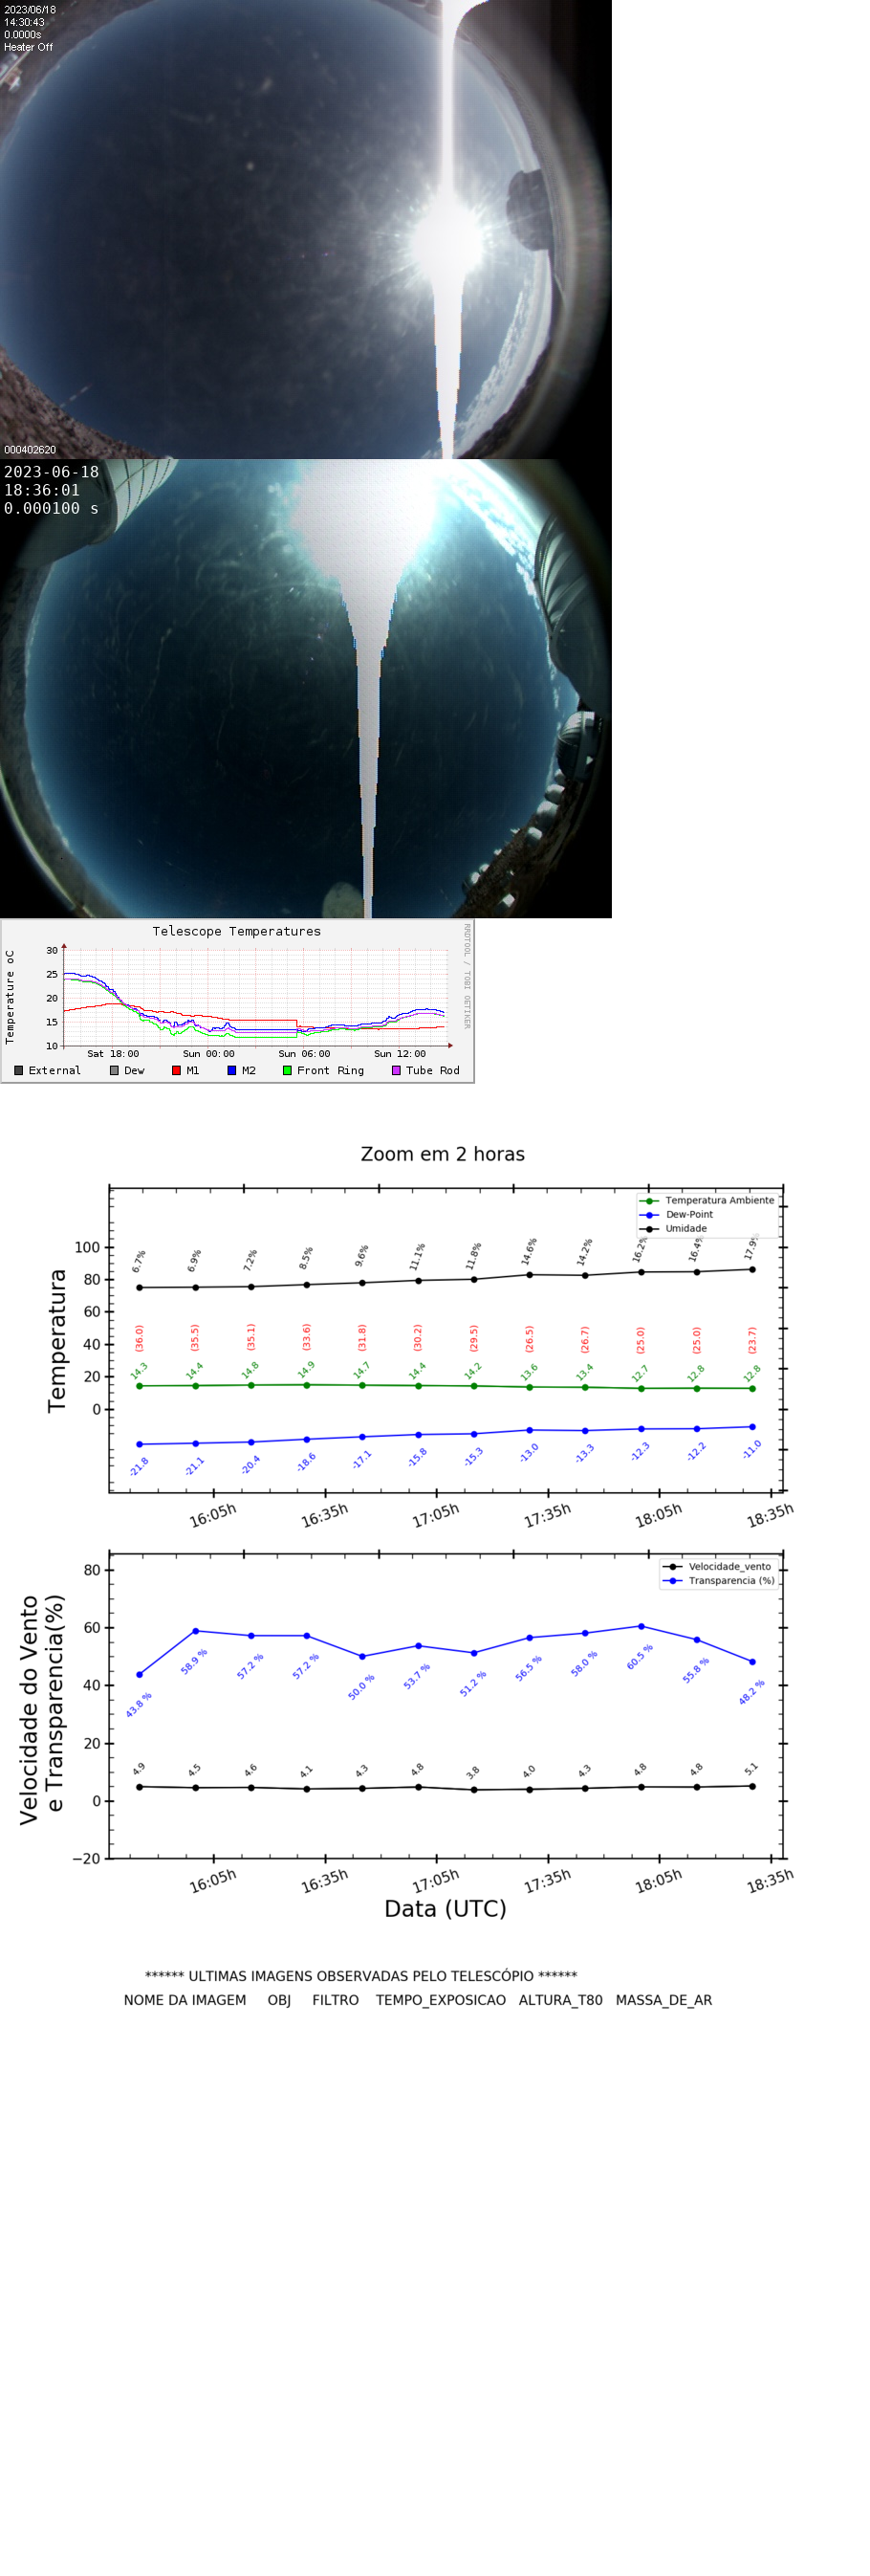 2023/06/18
14:30:43
0.0000s
Heater Off
000402620
2023-06-18
18:36:01
0.000100 s
Telescope Temperatures
RRDTOOL / TOBI OETIKER
Temperature oC
30
25
20
15
10
Sat 18:00 Sun 00:00 Sun 06:00 Sun 12:00
External Dew M1 M2 Front Ring Tube Rod
Zoom em 2 horas
Temperatura Ambiente
Dew-Point
Umidade
Temperatura
100
80
60
40
20
0
6.7% 6.9% 7.2% 8.5% 9.6% 11.1% 11.8% 14.6% 14.2% 16.2% 16.4% 17.9%
(36.0) (35.5) (35.1) (33.6) (31.8) (30.2) (29.5) (26.5) (26.7) (25.0) (25.0) (23.7)
14.3 14.4 14.8 14.9 14.7 14.4 14.2 13.6 13.4 12.7 12.8 12.8
-21.8 -21.1 -20.4 -18.6 -17.1 -15.8 -15.3 -13.0 -13.3 -12.3 -12.2 -11.0
16:05h 16:35h 17:05h 17:35h 18:05h 18:35h
Velocidade_vento
Transparencia (%)
Velocidade do Vento
e Transparencia(%)
80
60
40
20
0
−20
43.8 % 58.9 % 57.2 % 57.2 % 50.0 % 53.7 % 51.2 % 56.5 % 58.0 % 60.5 % 55.8 % 48.2 %
4.9 4.5 4.6 4.1 4.3 4.8 3.8 4.0 4.3 4.8 4.8 5.1
16:05h 16:35h 17:05h 17:35h 18:05h 18:35h
Data (UTC)
****** ULTIMAS IMAGENS OBSERVADAS PELO TELESCÓPIO ******
NOME DA IMAGEM OBJ FILTRO TEMPO_EXPOSICAO ALTURA_T80 MASSA_DE_AR